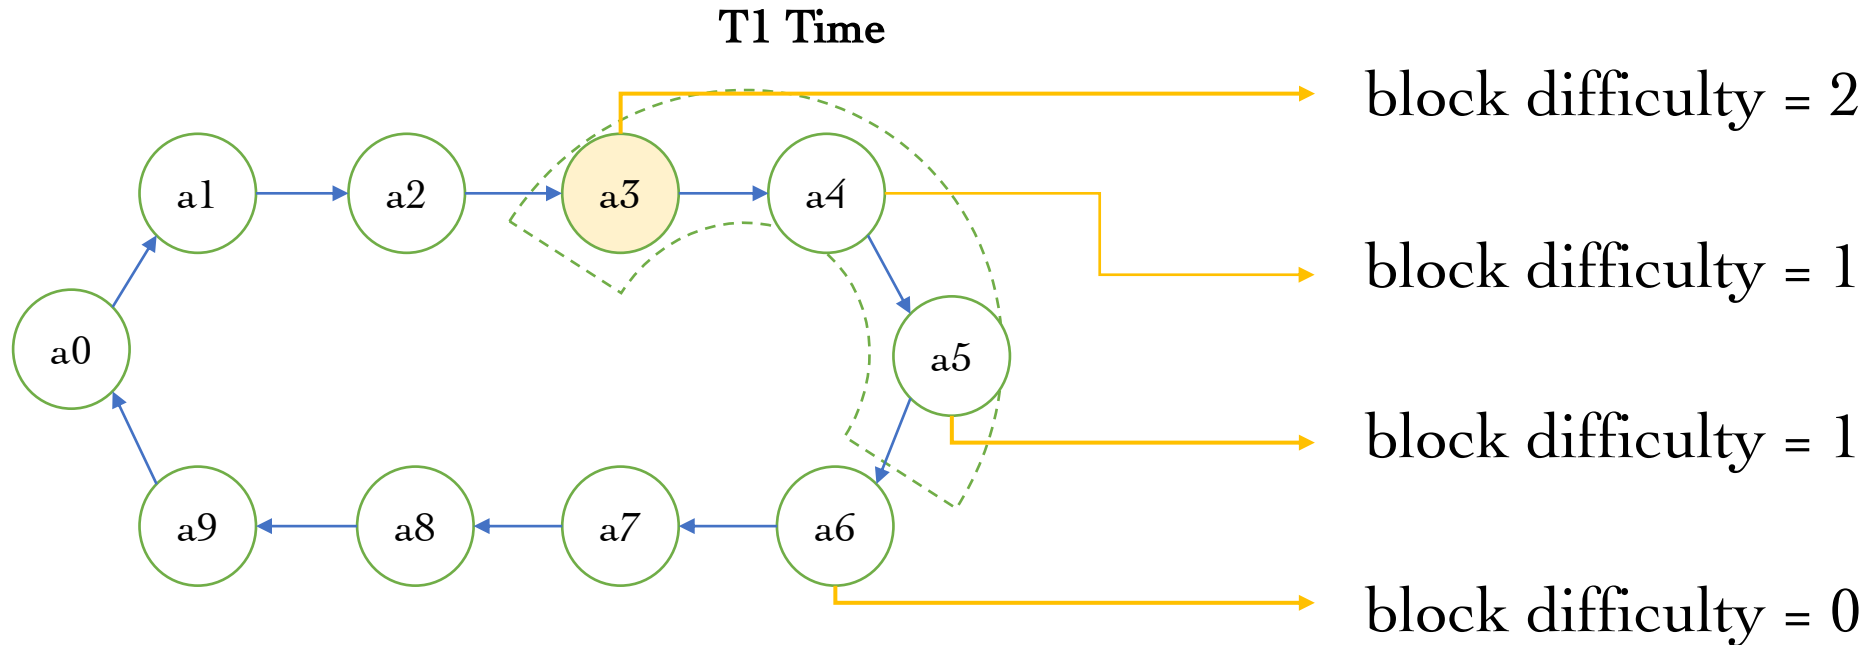 T1 Time
block difficulty = 2
a1
a2
a3
a4
block difficulty = 1
a0
a5
block difficulty = 1
a9
a8
a7
a6
block difficulty = 0